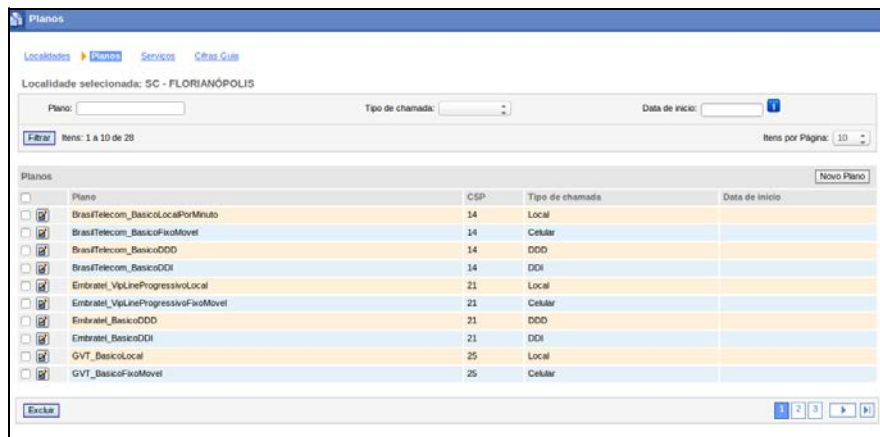 Planos
Localidades Planos Serviços Cifras Guia
Localidade selecionada: SC - FLORIANÓPOLIS
Plano: Tipo de chamada: Data de inicio:
Filtrar Itens: 1 a 10 de 28 Itens por Página: 10
Planos Novo Plano
Plano CSP Tipo de chamada Data de inicio
BrasilTelecom_BasicoLocalPorMinuto 14 Local
BrasilTelecom_BasicoFixoMovel 14 Celular
BrasilTelecom_BasicoDDD 14 DDD
BrasilTelecom_BasicoDDI 14 DDI
Embratel_VipLineProgressivoLocal 21 Local
Embratel_VipLineProgressivoFixoMovel 21 Celular
Embratel_BasicoDDD 21 DDD
Embratel_BasicoDDI 21 DDI
GVT_BasicoLocal 25 Local
GVT_BasicoFixoMovel 25 Celular
Excluir 1 2 3